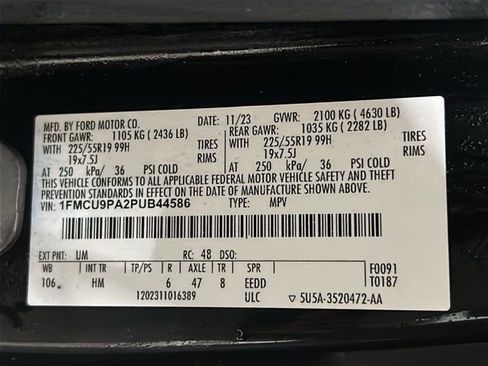 MFD. BY FORD MOTOR CO.
DATE: 11/23 GVWR: 2100 KG ( 4630 LB)
FRONT GAWR: 1105 KG ( 2436 LB) REAR GAWR: 1035 KG ( 2282 LB)
WITH 225/55R19 99H TIRES WITH 225/55R19 99H TIRES
19x7.5J RIMS 19x7.5J RIMS
AT 250 kPa/ 36 PSI COLD AT 250 kPa/ 36 PSI COLD
THIS VEHICLE CONFORMS TO ALL APPLICABLE FEDERAL MOTOR VEHICLE SAFETY AND THEFT
PREVENTION STANDARDS IN EFFECT ON THE DATE OF MANUFACTURE SHOWN ABOVE.
VIN: 1FMCU9PA2PUB44586 TYPE: MPV
EXT PNT: UM RC: 48 DSO:
WB INT TR TP/PS R AXLE TR SPR F0091
106 HM 6 47 8 EEDD T0187
1202311016389 ULC 5U5A-3520472-AA